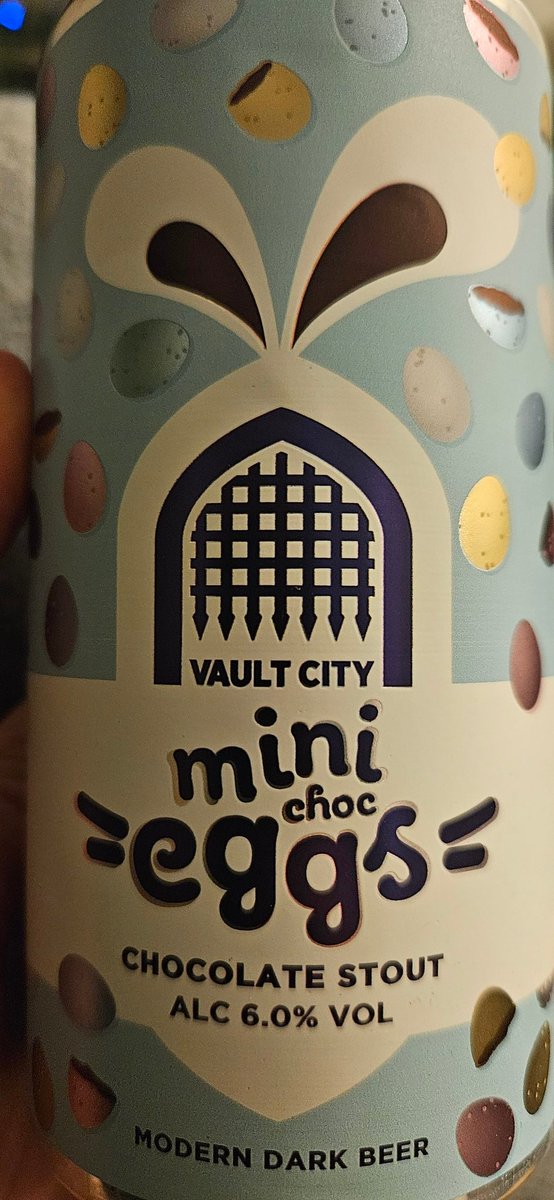 VAULT CITY
mini
choc
eggs
CHOCOLATE STOUT
ALC 6.0% VOL
MODERN DARK BEER